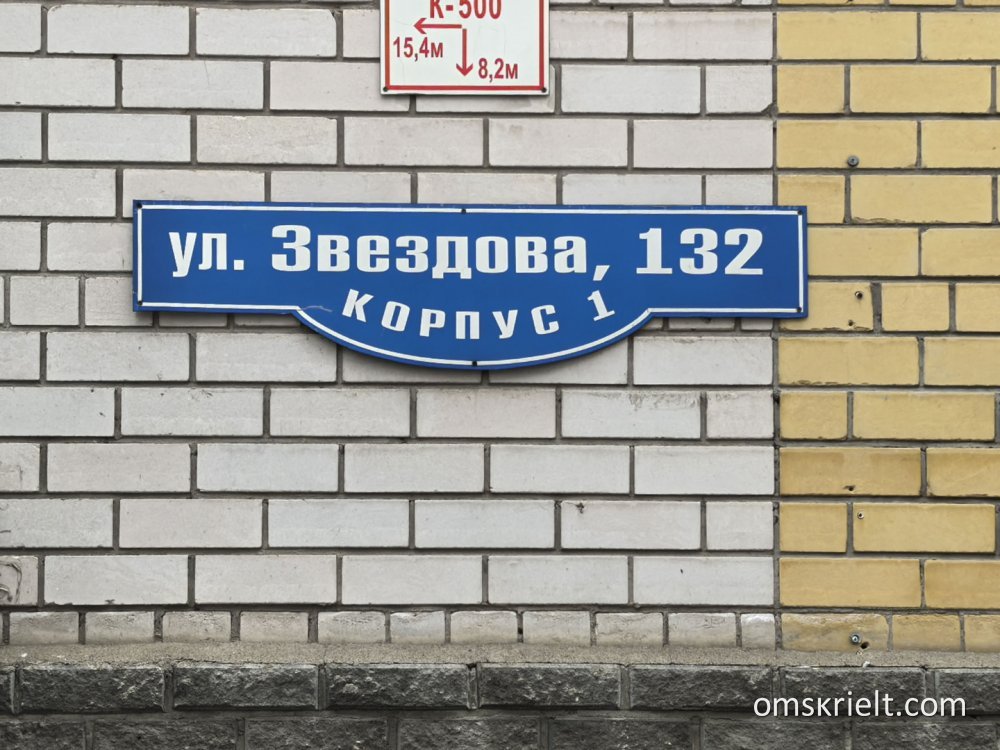 К-500
15,4м
8,2м
ул. Звездова, 132
КОРПУС 1
omskrielt.com